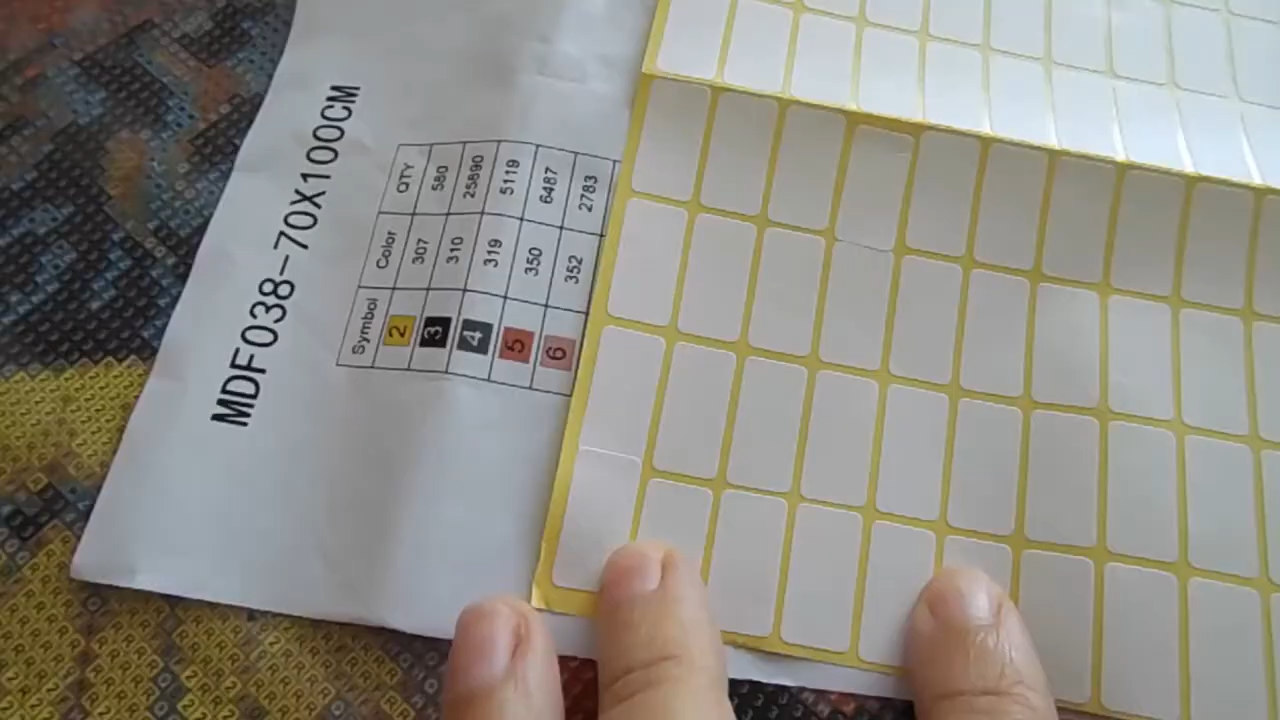 MDF038-70X100CM
Symbol Color QTY
2 307 580
3 310 25890
4 319 5119
5 350 6487
6 352 2783